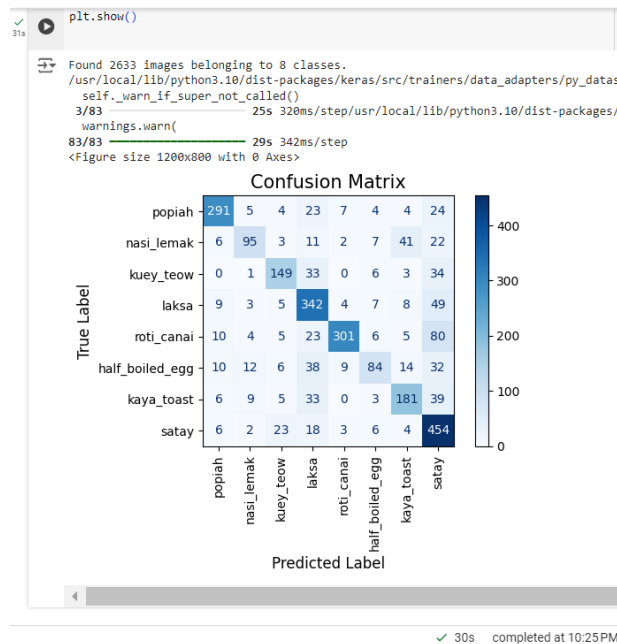 plt.show()
31s
Found 2633 images belonging to 8 classes.
/usr/local/lib/python3.10/dist-packages/keras/src/trainers/data_adapters/py_datas
self._warn_if_super_not_called()
3/83 25s 320ms/step/usr/local/lib/python3.10/dist-packages/
warnings.warn(
83/83 29s 342ms/step
<Figure size 1200x800 with 0 Axes>
Confusion Matrix
popiah 291 5 4 23 7 4 4 24
nasi_lemak 6 95 3 11 2 7 41 22
kuey_teow 0 1 149 33 0 6 3 34
laksa 9 3 5 342 4 7 8 49
roti_canai 10 4 5 23 301 6 5 80
half_boiled_egg 10 12 6 38 9 84 14 32
kaya_toast 6 9 5 33 0 3 181 39
satay 6 2 23 18 3 6 4 454
True Label
popiah nasi_lemak kuey_teow laksa roti_canai half_boiled_egg kaya_toast satay
Predicted Label
400
300
200
100
0
30s completed at 10:25 PM